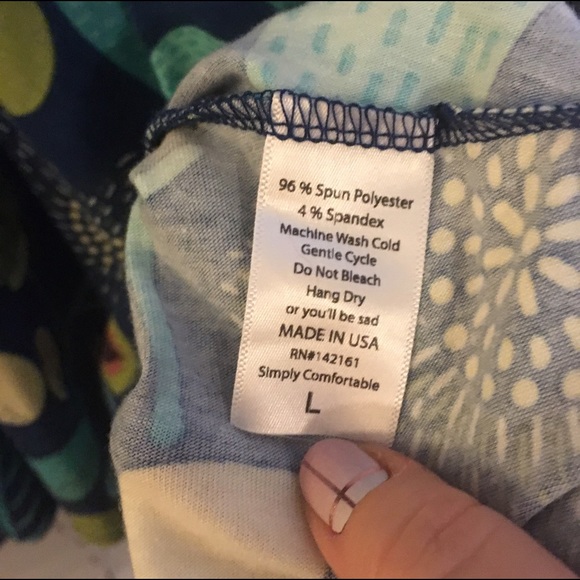 96 % Spun Polyester
4 % Spandex
Machine Wash Cold
Gentle Cycle
Do Not Bleach
Hang Dry
or you'll be sad
MADE IN USA
RN#142161
Simply Comfortable
L